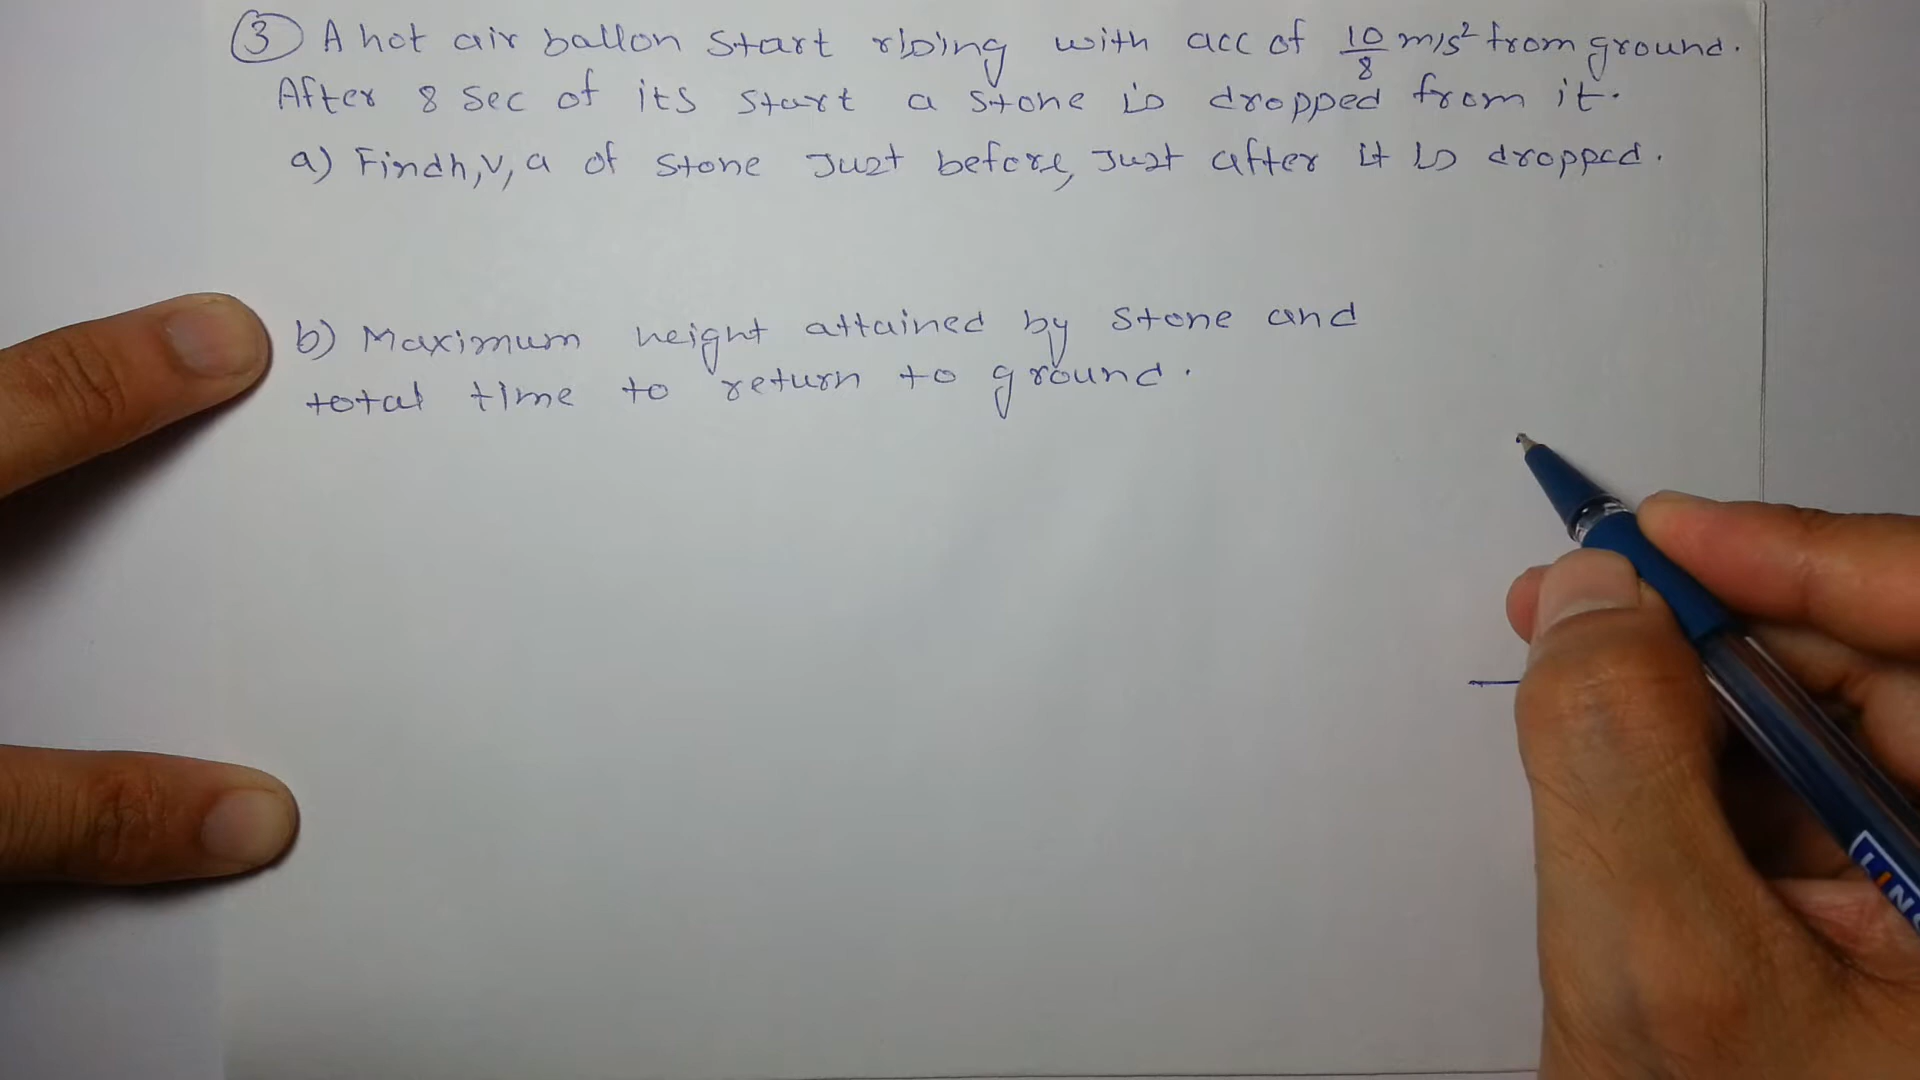 3 A hot air ballon start rising with acc of 10/8 m/s² from ground.
After 8 sec of its start a stone is dropped from it.
a) Find h, v, a of stone Just before, Just after it is dropped.
b) Maximum height attained by stone and
total time to return to ground.
LIN